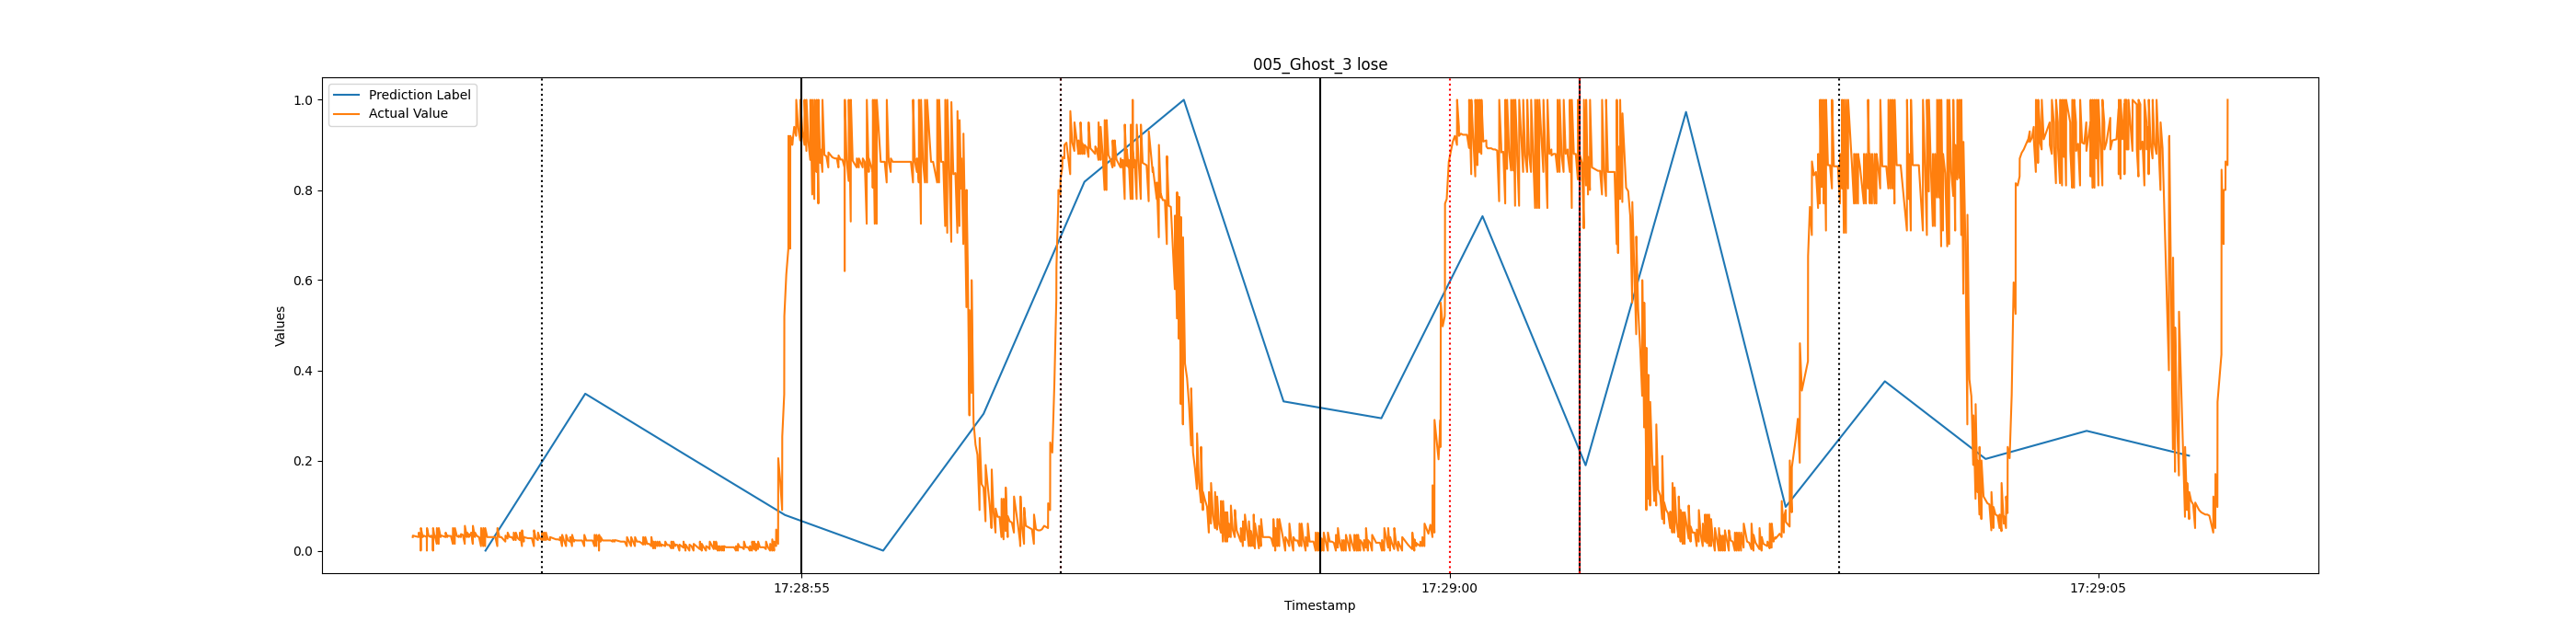 005_Ghost_3 lose
Prediction Label
Actual Value
1.0
0.8
0.6
0.4
0.2
0.0
Values
17:28:55
17:29:00
17:29:05
Timestamp